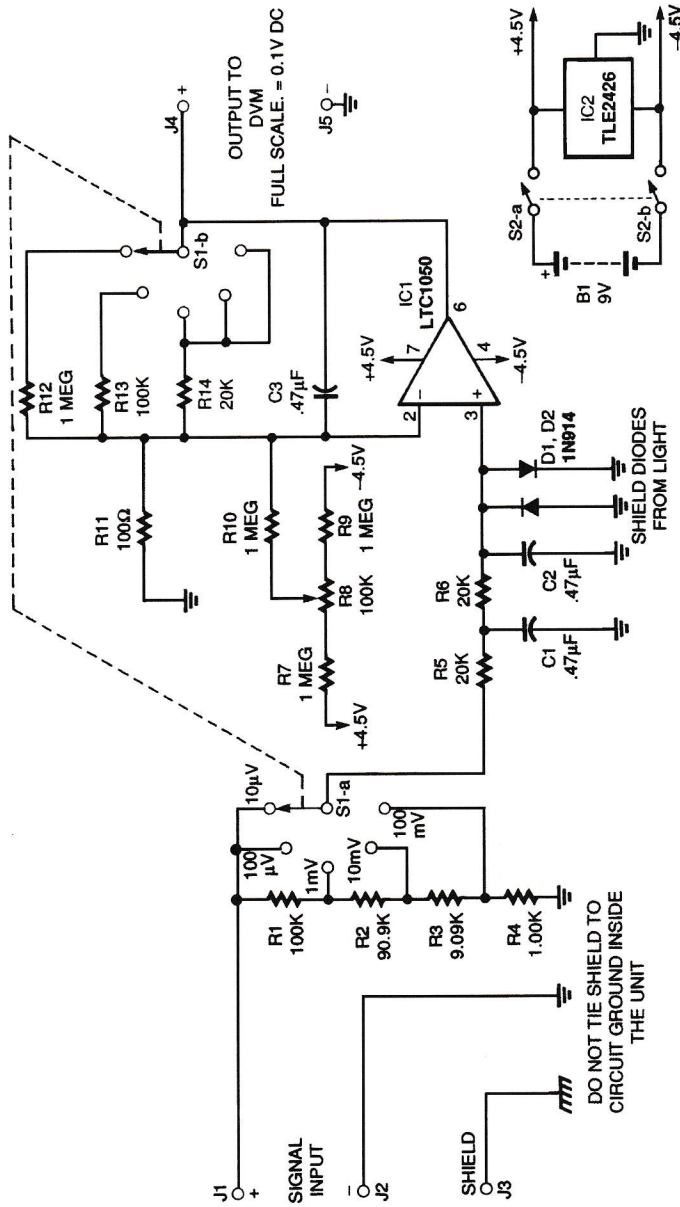 J1
+
SIGNAL
INPUT
−
J2
SHIELD
J3
DO NOT TIE SHIELD TO
CIRCUIT GROUND INSIDE
THE UNIT
10µV
100
µV
1mV
10mV
100
mV
S1-a
R1
100K
R2
90.9K
R3
9.09K
R4
1.00K
R12
1 MEG
R13
100K
R14
20K
S1-b
R11
100Ω
R10
1 MEG
C3
.47µF
R7
1 MEG
R8
100K
R9
1 MEG
+4.5V
−4.5V
R5
20K
R6
20K
C1
.47µF
C2
.47µF
D1, D2
1N914
SHIELD DIODES
FROM LIGHT
IC1
LTC1050
2
−
3
+
7
+4.5V
4
−4.5V
6
J4
+
OUTPUT TO
DVM
FULL SCALE. = 0.1V DC
−
J5
B1
9V
+
S2-a
S2-b
IC2
TLE2426
+4.5V
−4.5V